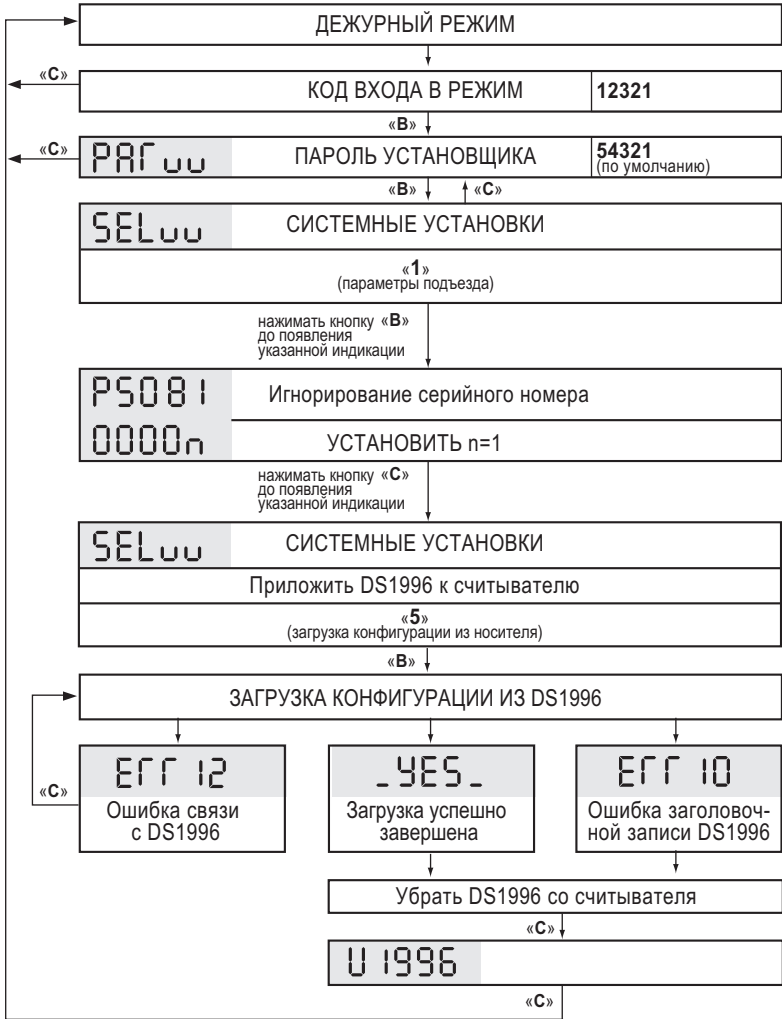 ДЕЖУРНЫЙ РЕЖИМ
«С»
КОД ВХОДА В РЕЖИМ 12321
«В»
«С»
PAГ‿‿ ПАРОЛЬ УСТАНОВЩИКА 54321
(по умолчанию)
«В» «С»
SEL‿‿ СИСТЕМНЫЕ УСТАНОВКИ
«1»
(параметры подъезда)
нажимать кнопку «В»
до появления
указанной индикации
PS081 Игнорирование серийного номера
0000n УСТАНОВИТЬ n=1
нажимать кнопку «С»
до появления
указанной индикации
SEL‿‿ СИСТЕМНЫЕ УСТАНОВКИ
Приложить DS1996 к считывателю
«5»
(загрузка конфигурации из носителя)
«В»
ЗАГРУЗКА КОНФИГУРАЦИИ ИЗ DS1996
EГГ 12
Ошибка связи
с DS1996
«С»
_YES_
Загрузка успешно
завершена
EГГ 10
Ошибка заголовоч-
ной записи DS1996
Убрать DS1996 со считывателя
«С»
U 1996
«С»